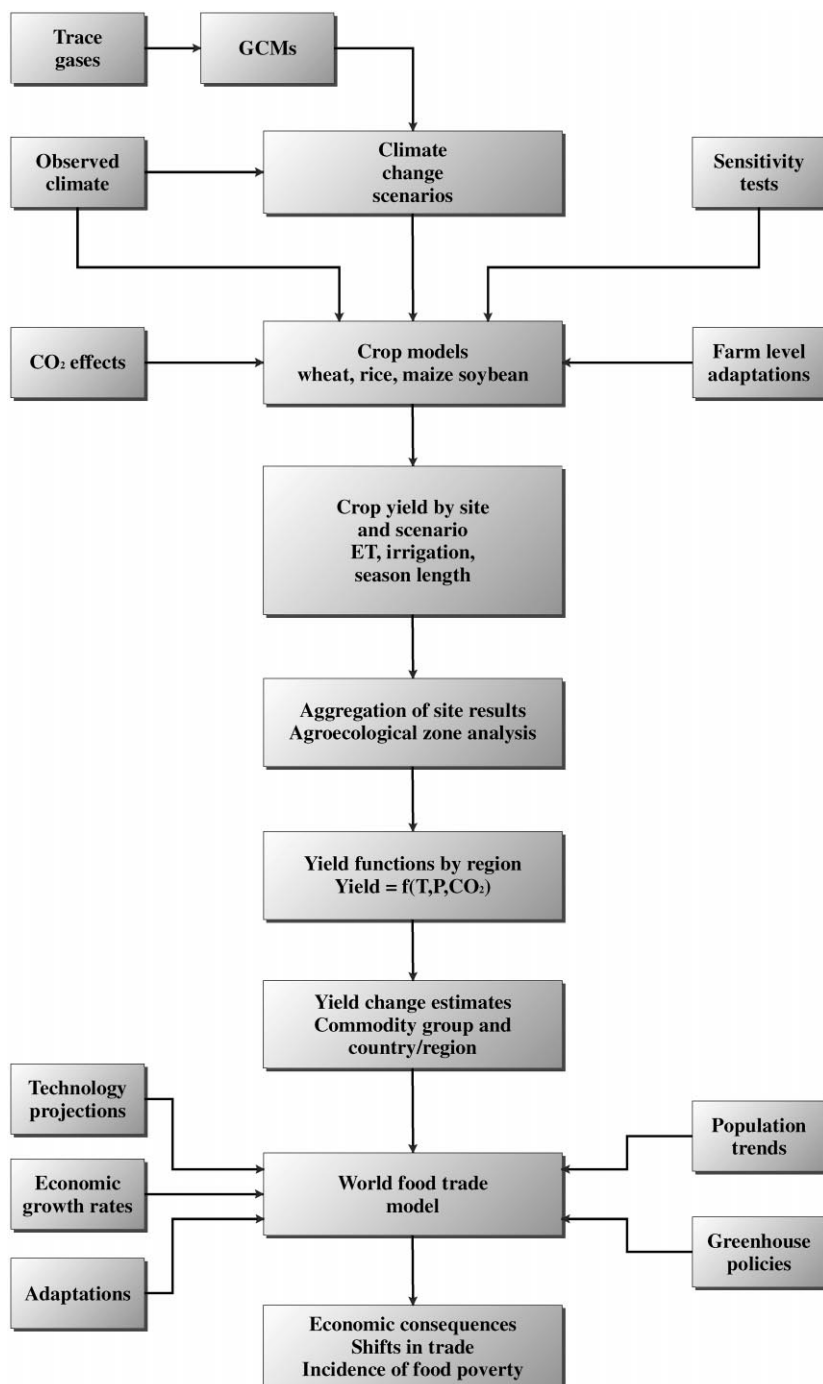 Trace
gases
GCMs
Observed
climate
Climate
change
scenarios
Sensitivity
tests
CO₂ effects
Crop models
wheat, rice, maize soybean
Farm level
adaptations
Crop yield by site
and scenario
ET, irrigation,
season length
Aggregation of site results
Agroecological zone analysis
Yield functions by region
Yield = f(T,P,CO₂)
Yield change estimates
Commodity group and
country/region
Technology
projections
Economic
growth rates
Adaptations
World food trade
model
Population
trends
Greenhouse
policies
Economic consequences
Shifts in trade
Incidence of food poverty